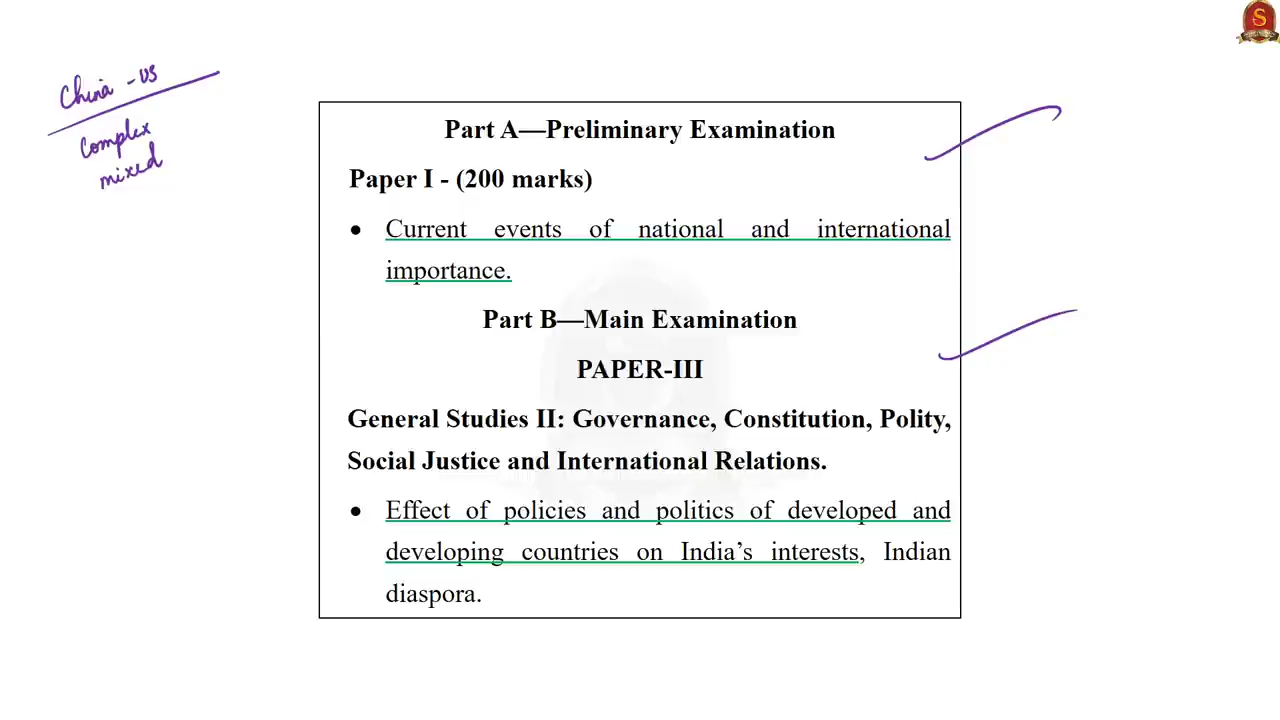 S
China - US
complex
mixed
Part A—Preliminary Examination
Paper I - (200 marks)
• Current events of national and international
importance.
Part B—Main Examination
PAPER-III
General Studies II: Governance, Constitution, Polity,
Social Justice and International Relations.
• Effect of policies and politics of developed and
developing countries on India’s interests, Indian
diaspora.